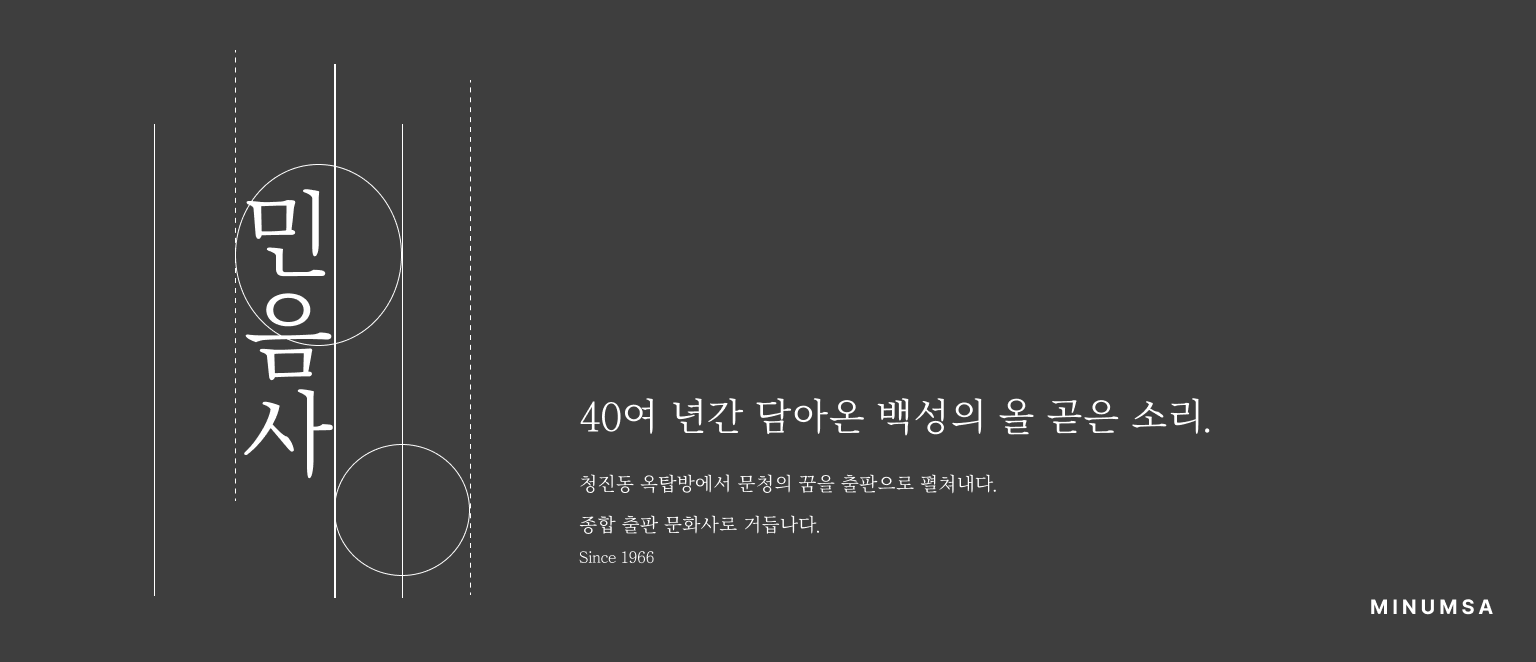 민음사
40여 년간 담아온 백성의 올 곧은 소리.
청진동 옥탑방에서 문청의 꿈을 출판으로 펼쳐내다.
종합 출판 문화사로 거듭나다.
Since 1966
MINUMSA